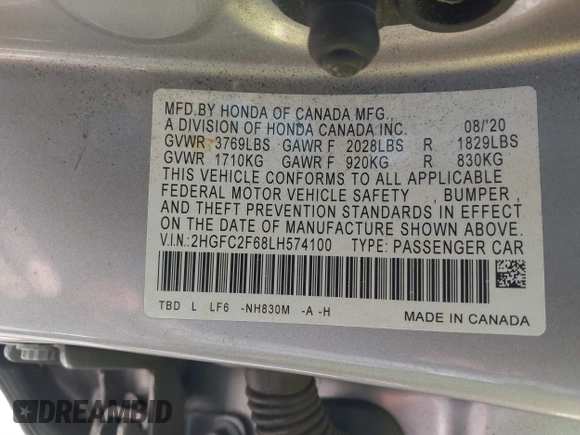 MFD.BY HONDA OF CANADA MFG.,
A DIVISION OF HONDA CANADA INC. 08/'20
GVWR 3769LBS GAWR F 2028LBS R 1829LBS
GVWR 1710KG GAWR F 920KG R 830KG
THIS VEHICLE CONFORMS TO ALL APPLICABLE
FEDERAL MOTOR VEHICLE SAFETY , BUMPER ,
AND THEFT PREVENTION STANDARDS IN EFFECT
ON THE DATE OF MANUFACTURE SHOWN ABOVE.
V.I.N.:2HGFC2F68LH574100 TYPE: PASSENGER CAR
TBD L LF6 -NH830M -A -H
MADE IN CANADA
DREAMBID